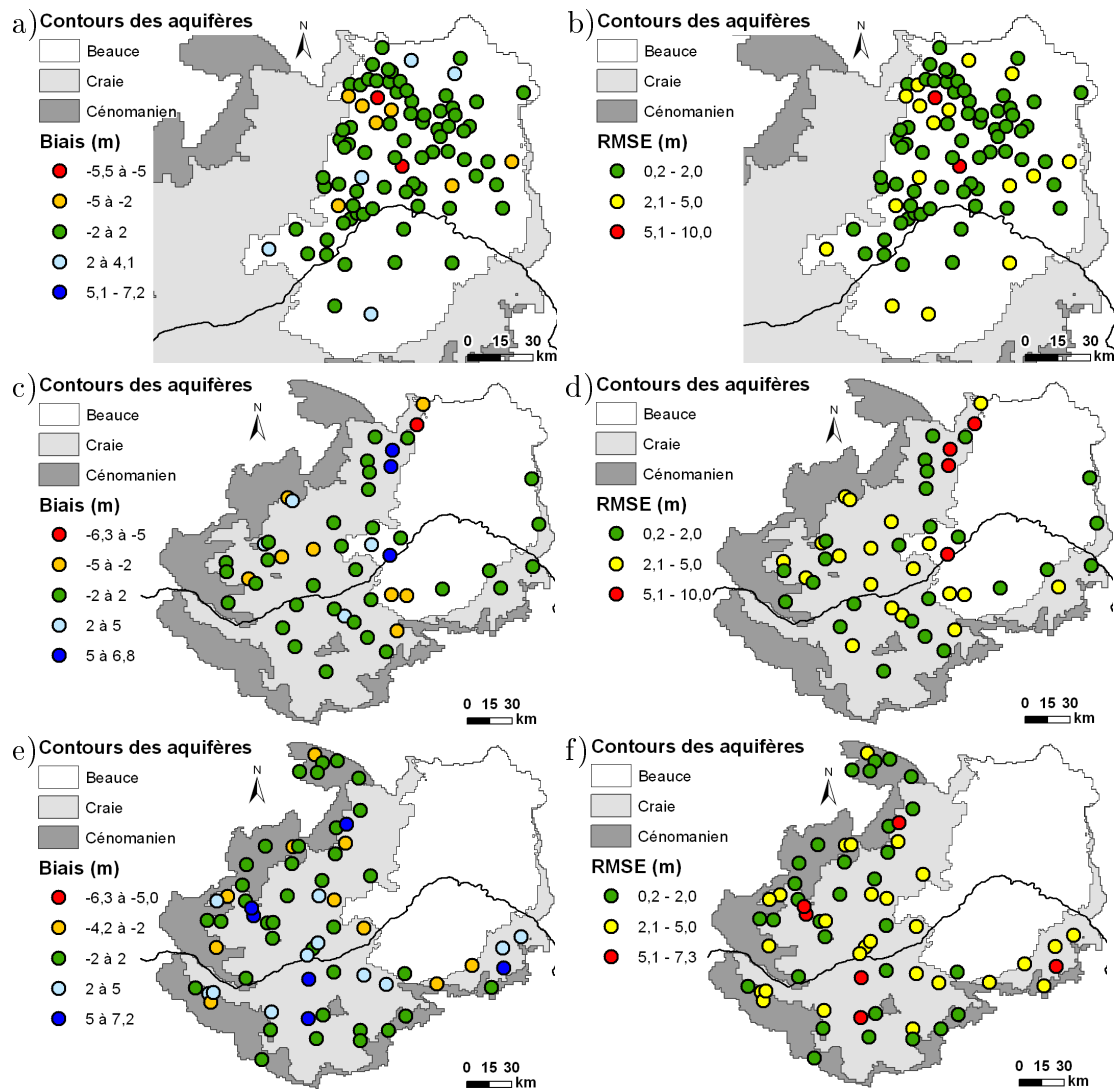 a) Contours des aquifères
Beauce
Craie
Cénomanien
Biais (m)
-5,5 à -5
-5 à -2
-2 à 2
2 à 4,1
5,1 - 7,2
N
0 15 30
km
b) Contours des aquifères
Beauce
Craie
Cénomanien
RMSE (m)
0,2 - 2,0
2,1 - 5,0
5,1 - 10,0
N
0 15 30
km
c) Contours des aquifères
Beauce
Craie
Cénomanien
Biais (m)
-6,3 à -5
-5 à -2
-2 à 2
2 à 5
5 à 6,8
N
0 15 30
km
d) Contours des aquifères
Beauce
Craie
Cénomanien
RMSE (m)
0,2 - 2,0
2,1 - 5,0
5,1 - 10,0
N
0 15 30
km
e) Contours des aquifères
Beauce
Craie
Cénomanien
Biais (m)
-6,3 à -5,0
-4,2 à -2
-2 à 2
2 à 5
5 à 7,2
N
0 15 30
km
f) Contours des aquifères
Beauce
Craie
Cénomanien
RMSE (m)
0,2 - 2,0
2,1 - 5,0
5,1 - 7,3
N
0 15 30
km